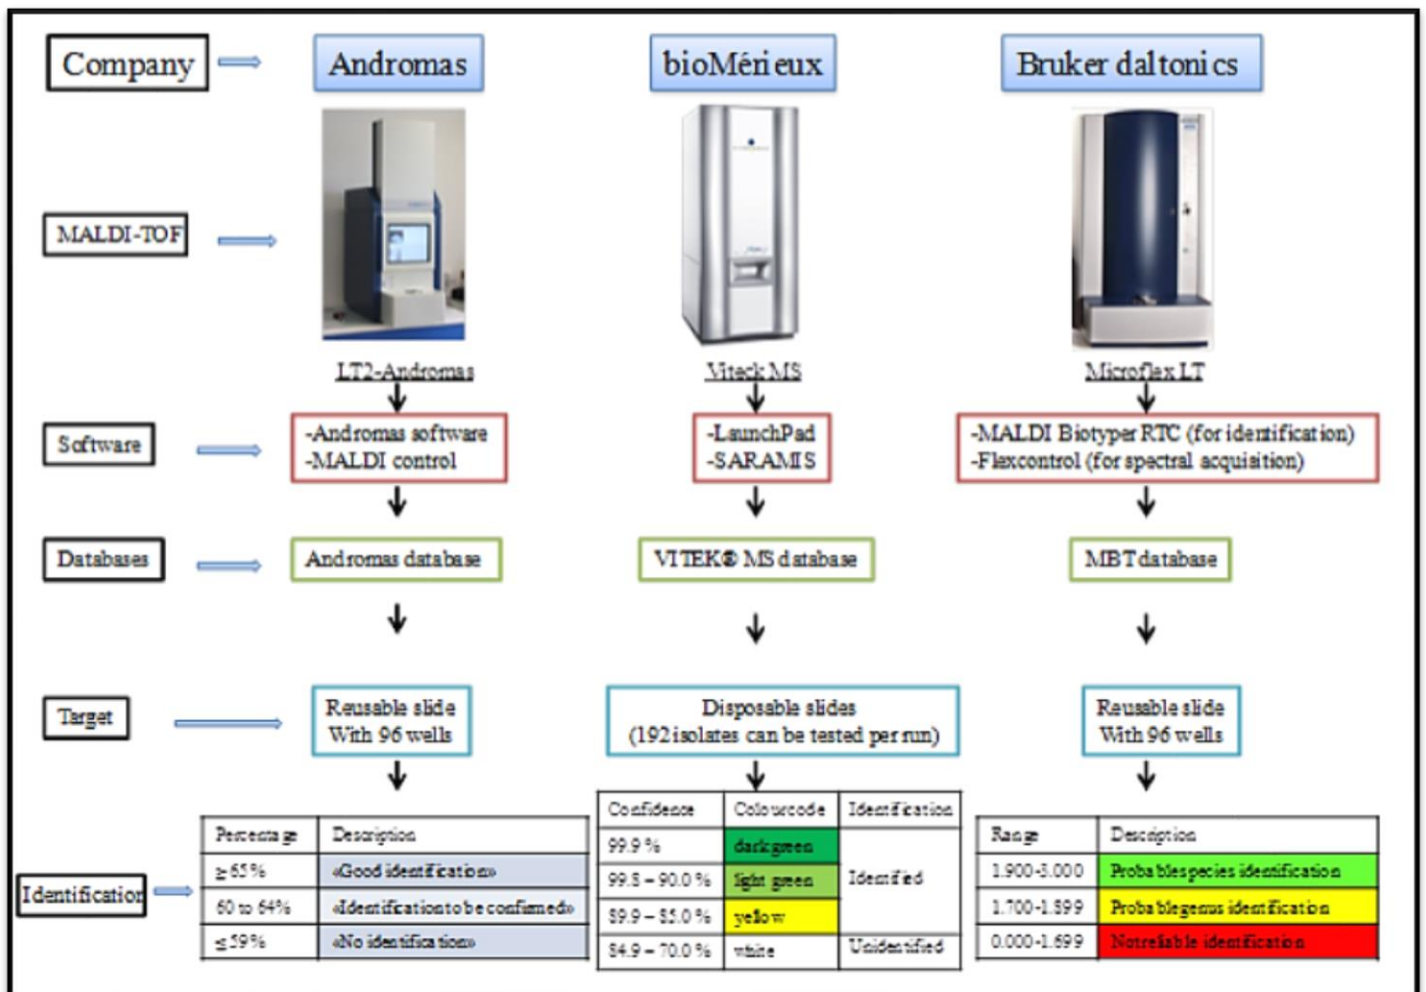 Company
Andromas
bioMérieux
Bruker daltonics
MALDI-TOF
LT2-Andromas
Viteck MS
Microflex LT
Software
-Andromas software
-MALDI control
-LaunchPad
-SARAMIS
-MALDI Biotyper RTC (for identification)
-Flexcontrol (for spectral acquisition)
Databases
Andromas database
VITEK® MS database
MBT database
Target
Reusable slide
With 96 wells
Disposable slides
(192 isolates can be tested per run)
Reusable slide
With 96 wells
Identification
Percentage Description
≥65% «Good identification»
60 to 64% «Identification to be confirmed»
≤59% «No identification»
Confidence Colour code Identification
99.9 % dark green
99.8 – 90.0 % light green Identified
89.9 – 85.0 % yellow
84.9 – 70.0 % white Unidentified
Range Description
1.900-3.000 Probable species identification
1.700-1.899 Probable genus identification
0.000-1.699 Not reliable identification